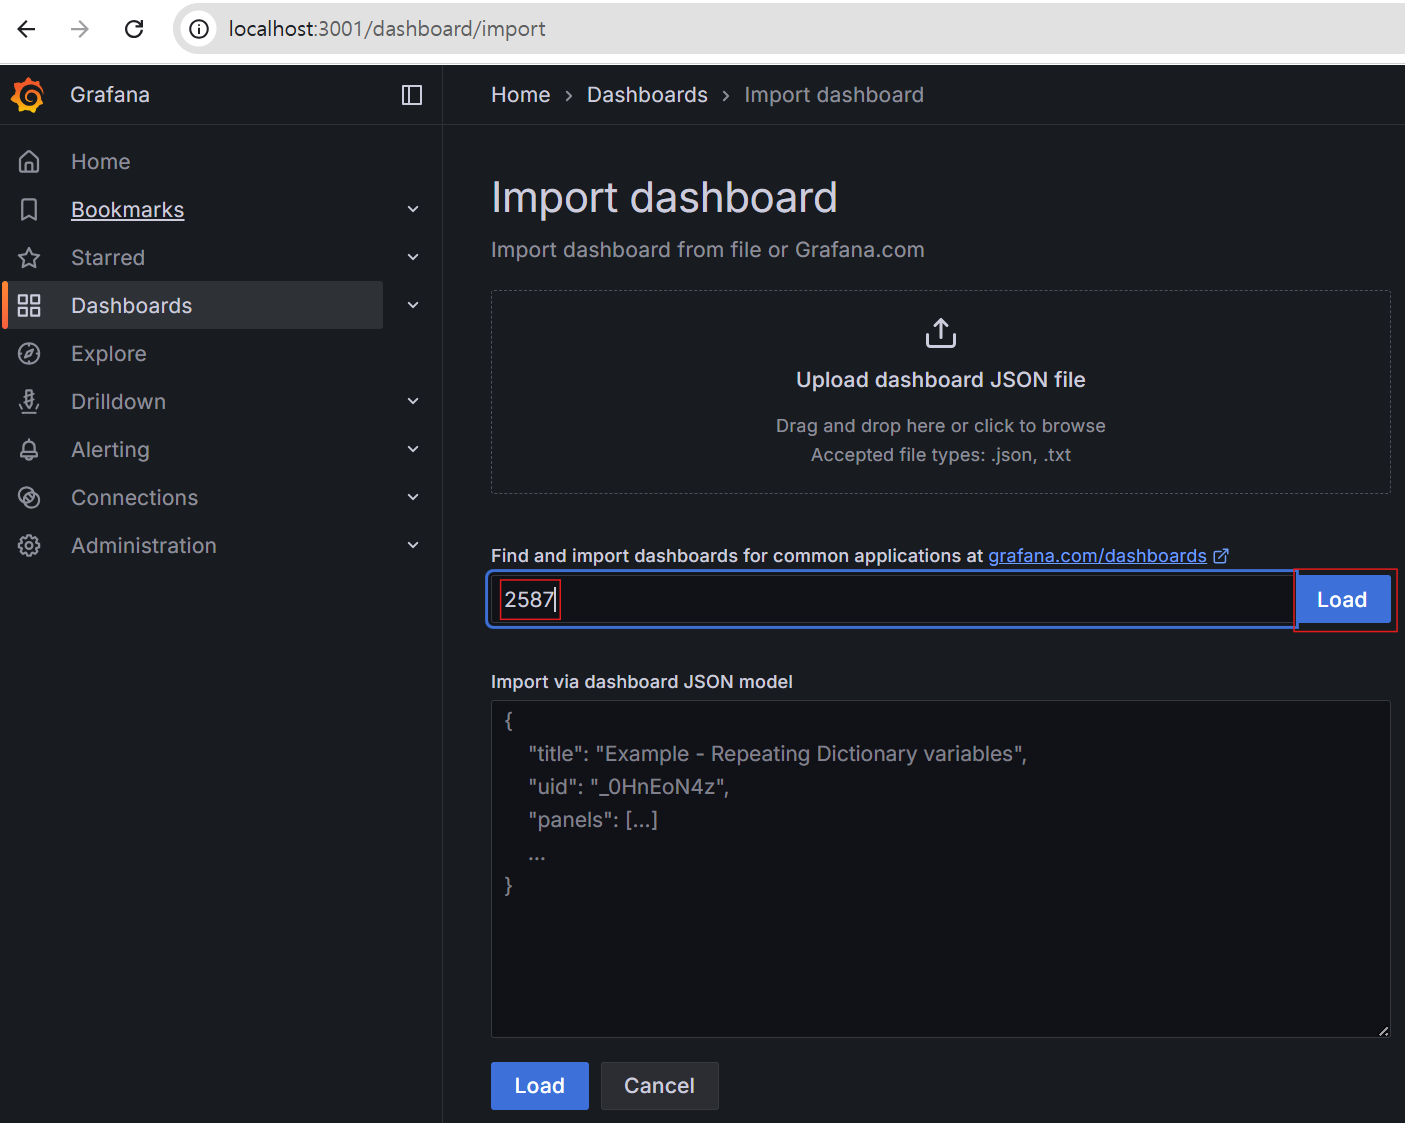 localhost:3001/dashboard/import
Grafana
Home › Dashboards › Import dashboard
Home
Bookmarks
Starred
Dashboards
Explore
Drilldown
Alerting
Connections
Administration
Import dashboard
Import dashboard from file or Grafana.com
Upload dashboard JSON file
Drag and drop here or click to browse
Accepted file types: .json, .txt
Find and import dashboards for common applications at grafana.com/dashboards
2587
Load
Import via dashboard JSON model
{
"title": "Example - Repeating Dictionary variables",
"uid": "_0HnEoN4z",
"panels": [...]
...
}
Load
Cancel